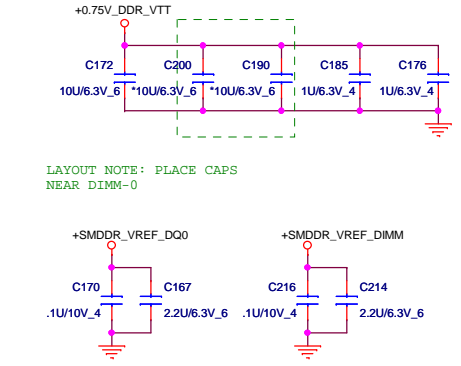 +0.75V_DDR_VTT
C172 C200 C190 C185 C176
10U/6.3V_6 *10U/6.3V_6 *10U/6.3V_6 1U/6.3V_4 1U/6.3V_4
LAYOUT NOTE: PLACE CAPS
NEAR DIMM-0
+SMDDR_VREF_DQ0 +SMDDR_VREF_DIMM
C170 C167 C216 C214
.1U/10V_4 2.2U/6.3V_6 .1U/10V_4 2.2U/6.3V_6